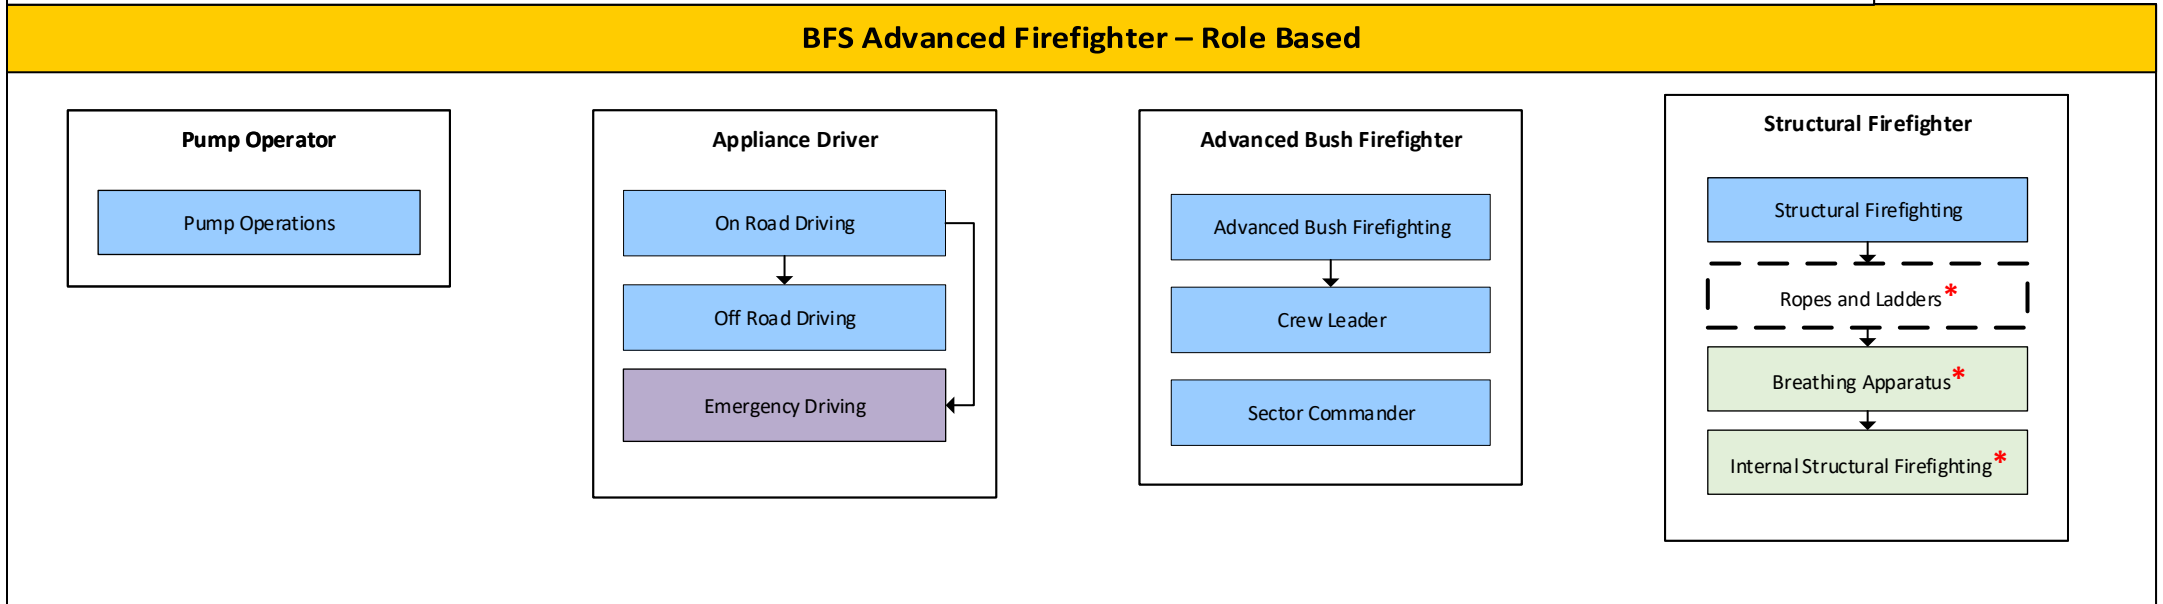 BFS Advanced Firefighter – Role Based
Pump Operator
Pump Operations
Appliance Driver
On Road Driving
Off Road Driving
Emergency Driving
Advanced Bush Firefighter
Advanced Bush Firefighting
Crew Leader
Sector Commander
Structural Firefighter
Structural Firefighting
Ropes and Ladders*
Breathing Apparatus*
Internal Structural Firefighting*